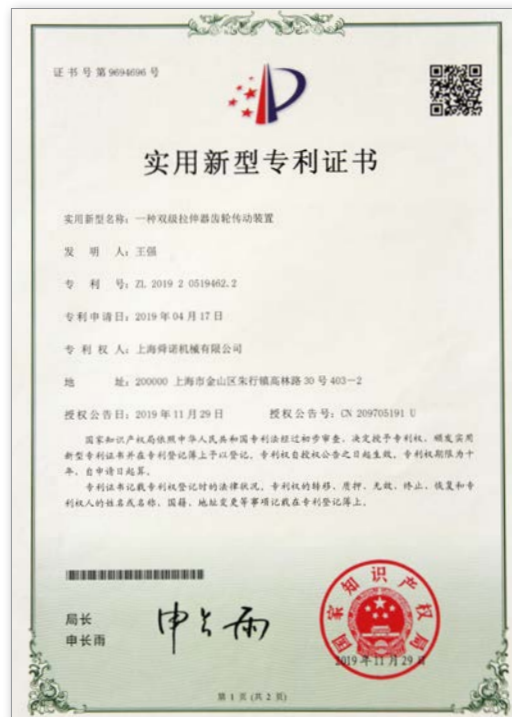 证书号第9694696号
实用新型专利证书
实用新型名称：一种双级拉伸器齿轮传动装置
发明人：王强
专利号：ZL 2019 2 0519462.2
专利申请日：2019年04月17日
专利权人：上海舜诺机械有限公司
地址：200000 上海市金山区朱行镇高林路30号403-2
授权公告日：2019年11月29日 授权公告号：CN 209705191 U
国家知识产权局依照中华人民共和国专利法经过初步审查，决定授予专利权，颁发实用
新型专利证书并在专利登记簿上予以登记。专利权自授权公告之日起生效。专利权期限为十
年，自申请日起算。
专利证书记载专利权登记时的法律状况。专利权的转移、质押、无效、终止、恢复和专
利权人的姓名或名称、国籍、地址变更等事项记载在专利登记簿上。
局长
申长雨
申长雨
国家知识产权局
2019年11月29日
第1页(共2页)